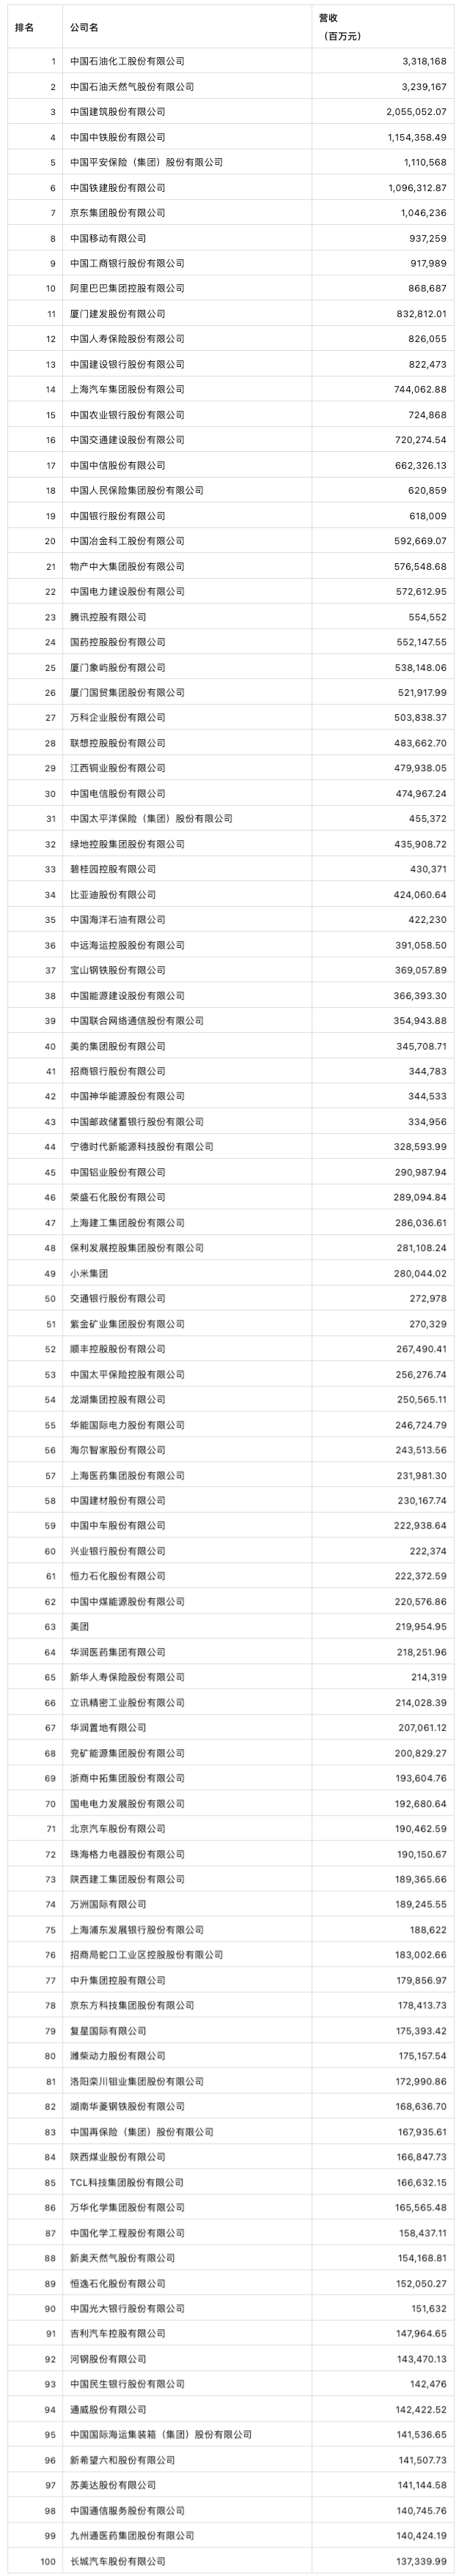 排名 公司名 营收
（百万元）
1 中国石油化工股份有限公司 3,318,168
2 中国石油天然气股份有限公司 3,239,167
3 中国建筑股份有限公司 2,055,052.07
4 中国中铁股份有限公司 1,154,358.49
5 中国平安保险（集团）股份有限公司 1,110,568
6 中国铁建股份有限公司 1,096,312.87
7 京东集团股份有限公司 1,046,236
8 中国移动有限公司 937,259
9 中国工商银行股份有限公司 917,989
10 阿里巴巴集团控股有限公司 868,687
11 厦门建发股份有限公司 832,812.01
12 中国人寿保险股份有限公司 826,055
13 中国建设银行股份有限公司 822,473
14 上海汽车集团股份有限公司 744,062.88
15 中国农业银行股份有限公司 724,868
16 中国交通建设股份有限公司 720,274.54
17 中国中信股份有限公司 662,326.13
18 中国人民保险集团股份有限公司 620,859
19 中国银行股份有限公司 618,009
20 中国冶金科工股份有限公司 592,669.07
21 物产中大集团股份有限公司 576,548.68
22 中国电力建设股份有限公司 572,612.95
23 腾讯控股有限公司 554,552
24 国药控股股份有限公司 552,147.55
25 厦门象屿股份有限公司 538,148.06
26 厦门国贸集团股份有限公司 521,917.99
27 万科企业股份有限公司 503,838.37
28 联想控股股份有限公司 483,662.70
29 江西铜业股份有限公司 479,938.05
30 中国电信股份有限公司 474,967.24
31 中国太平洋保险（集团）股份有限公司 455,372
32 绿地控股集团股份有限公司 435,908.72
33 碧桂园控股有限公司 430,371
34 比亚迪股份有限公司 424,060.64
35 中国海洋石油有限公司 422,230
36 中远海运控股股份有限公司 391,058.50
37 宝山钢铁股份有限公司 369,057.89
38 中国能源建设股份有限公司 366,393.30
39 中国联合网络通信股份有限公司 354,943.88
40 美的集团股份有限公司 345,708.71
41 招商银行股份有限公司 344,783
42 中国神华能源股份有限公司 344,533
43 中国邮政储蓄银行股份有限公司 334,956
44 宁德时代新能源科技股份有限公司 328,593.99
45 中国铝业股份有限公司 290,987.94
46 荣盛石化股份有限公司 289,094.84
47 上海建工集团股份有限公司 286,036.61
48 保利发展控股集团股份有限公司 281,108.24
49 小米集团 280,044.02
50 交通银行股份有限公司 272,978
51 紫金矿业集团股份有限公司 270,329
52 顺丰控股股份有限公司 267,490.41
53 中国太平保险控股有限公司 256,276.74
54 龙湖集团控股有限公司 250,565.11
55 华能国际电力股份有限公司 246,724.79
56 海尔智家股份有限公司 243,513.56
57 上海医药集团股份有限公司 231,981.30
58 中国建材股份有限公司 230,167.74
59 中国中车股份有限公司 222,938.64
60 兴业银行股份有限公司 222,374
61 恒力石化股份有限公司 222,372.59
62 中国中煤能源股份有限公司 220,576.86
63 美团 219,954.95
64 华润医药集团有限公司 218,251.96
65 新华人寿保险股份有限公司 214,319
66 立讯精密工业股份有限公司 214,028.39
67 华润置地有限公司 207,061.12
68 兖矿能源集团股份有限公司 200,829.27
69 浙商中拓集团股份有限公司 193,604.76
70 国电电力发展股份有限公司 192,680.64
71 北京汽车股份有限公司 190,462.59
72 珠海格力电器股份有限公司 190,150.67
73 陕西建工集团股份有限公司 189,365.66
74 万洲国际有限公司 189,245.55
75 上海浦东发展银行股份有限公司 188,622
76 招商局蛇口工业区控股股份有限公司 183,002.66
77 中升集团控股有限公司 179,856.97
78 京东方科技集团股份有限公司 178,413.73
79 复星国际有限公司 175,393.42
80 潍柴动力股份有限公司 175,157.54
81 洛阳栾川钼业集团股份有限公司 172,990.86
82 湖南华菱钢铁股份有限公司 168,636.70
83 中国再保险（集团）股份有限公司 167,935.61
84 陕西煤业股份有限公司 166,847.73
85 TCL科技集团股份有限公司 166,632.15
86 万华化学集团股份有限公司 165,565.48
87 中国化学工程股份有限公司 158,437.11
88 新奥天然气股份有限公司 154,168.81
89 恒逸石化股份有限公司 152,050.27
90 中国光大银行股份有限公司 151,632
91 吉利汽车控股有限公司 147,964.65
92 河钢股份有限公司 143,470.13
93 中国民生银行股份有限公司 142,476
94 通威股份有限公司 142,422.52
95 中国国际海运集装箱（集团）股份有限公司 141,536.65
96 新希望六和股份有限公司 141,507.73
97 苏美达股份有限公司 141,144.58
98 中国通信服务股份有限公司 140,745.76
99 九州通医药集团股份有限公司 140,424.19
100 长城汽车股份有限公司 137,339.99